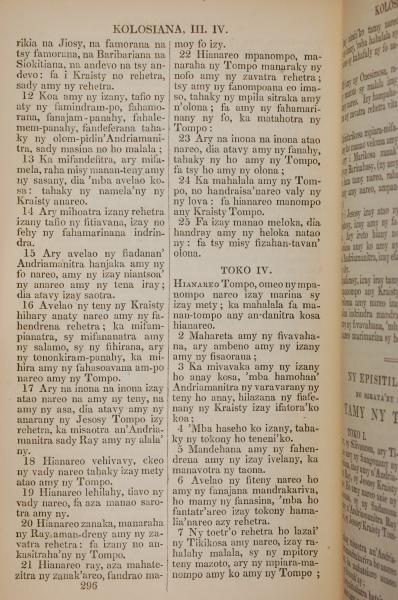 KOLOSIANA, III. IV.
rikia na Jiosy, na famorana na
tsy famorana, na Baribariana na
Siokitiana, na andevo na tsy an-
devo: fa i Kraisty no rehetra,
sady amy ny rehetra.
12 Koa amy ny izany, tafio ny
aty ny famindram-po, fahamo-
rana, fanajam-panahy, fahale-
mem-panahy, fandeferana taha-
ky ny olom-pidin'Andriamani-
tra, sady masina no ho malala;
13 Ka mifandefitra, ary mifa-
mela, raha misy manan-teny amy
ny sasany, dia 'mba avelao ko-
sa: tahaky ny namela'ny ny
Kraisty anareo.
14 Ary mihoatra izany rehetra
izany tafio ny fitiavana, izay no
fehy ny fahamarinana indrin-
dra.
15 Ary avelao ny fiadanan'
Andriamanitra hanjaka amy ny
fo nareo, amy ny izay niantsoa'
ny anareo amy ny tena iray;
dia atavy izay saotra.
16 Avelao ny teny ny Kraisty
hibary anaty nareo amy ny fa-
hendrena rehetra; ka mifam-
pianatra, sy mifananatra amy
ny salamo, sy ny fihirana, ary
ny tononkiram-panahy, ka mi-
hira amy ny fahasoavana am-po
nareo amy ny Tompo.
17 Ary na inona na inona izay
atao nareo na amy ny teny, na
amy ny asa, dia atavy amy ny
anarany ny Jesosy Tompo izy
rehetra, ka misaotra an'Andria-
manitra sady Ray amy ny alala'
ny.
18 Hianareo vehivavy, ekeo
ny vady nareo tahaky izay mety
atao amy ny Tompo.
19 Hianareo lehilahy, tiavo ny
vady nareo, fa aza manao saro-
tra amy ny.
20 Hianareo zanaka, manaraha
ny Ray aman-dreny amy ny za-
vatra rehetra: fa izany no an-
kasitraha'ny ny Tompo.
21 Hianareo ray, aza mahate-
zitra ny zanak'areo, fandrao ma-
296
moy fo izy.
22 Hianareo mpanompo, ma-
naraha ny Tompo manaraky ny
nofo amy ny zavatra rehetra;
tsy amy ny fanompoana eo ima-
so, tahaky ny mpila sitraka amy
n'olona; fa amy ny fahamari-
nany ny fo, ka matahotra ny
Tompo:
23 Ary na inona na inona atao
nareo, dia atavy amy ny fanahy,
tahaky ny ho amy ny Tompo,
fa tsy ho amy ny olona;
24 Ka mahalala amy ny Tom-
po, no handraisa'nareo valy ny
ny lova: fa hianareo manompo
any Kraisty Tompo.
25 Fa izay manao meloka, dia
handray amy ny heloka natao
ny: fa tsy misy fizahan-tavan'
olona.
TOKO IV.
HIANAREO Tompo, omeo ny mpa-
nompo nareo izay marina sy
izay mety; ka mahalala fa ma-
nan-tompo any an-danitra kosa
hianareo.
2 Mahareta amy ny fivavaha-
na, ary ambeno amy ny izany
amy ny fisaorana;
3 Ka mivavaka amy ny izany
ho anay kosa, 'mba hamohan'
Andriamanitra ny varavarany ny
teny ho anay, hilazana ny fiafe-
nany ny Kraisty izay ifatora'ko
koa:
4 'Mba haseho ko izany, taha-
ky ny tokony ho teneni'ko.
5 Mandehana amy ny fahen-
drena amy ny izay ivelany, ka
manavotra ny taona.
6 Avelao ny fiteny nareo ho
amy ny fanajana mandrakariva,
ho mamy ny fanasina, 'mba ho
fantatr'areo izay tokony hama-
lia'nareo azy rehetra.
7 Ny toetr'o rehetra ho lazai'
ny Tikikosa amy nareo, izay ra-
halahy malala, sy ny mpitory
teny mazoto, ary ny mpiara-ma-
nompo amy ko amy ny Tompo;
NY EPISITIL
TAMY NY T
TOKO I.